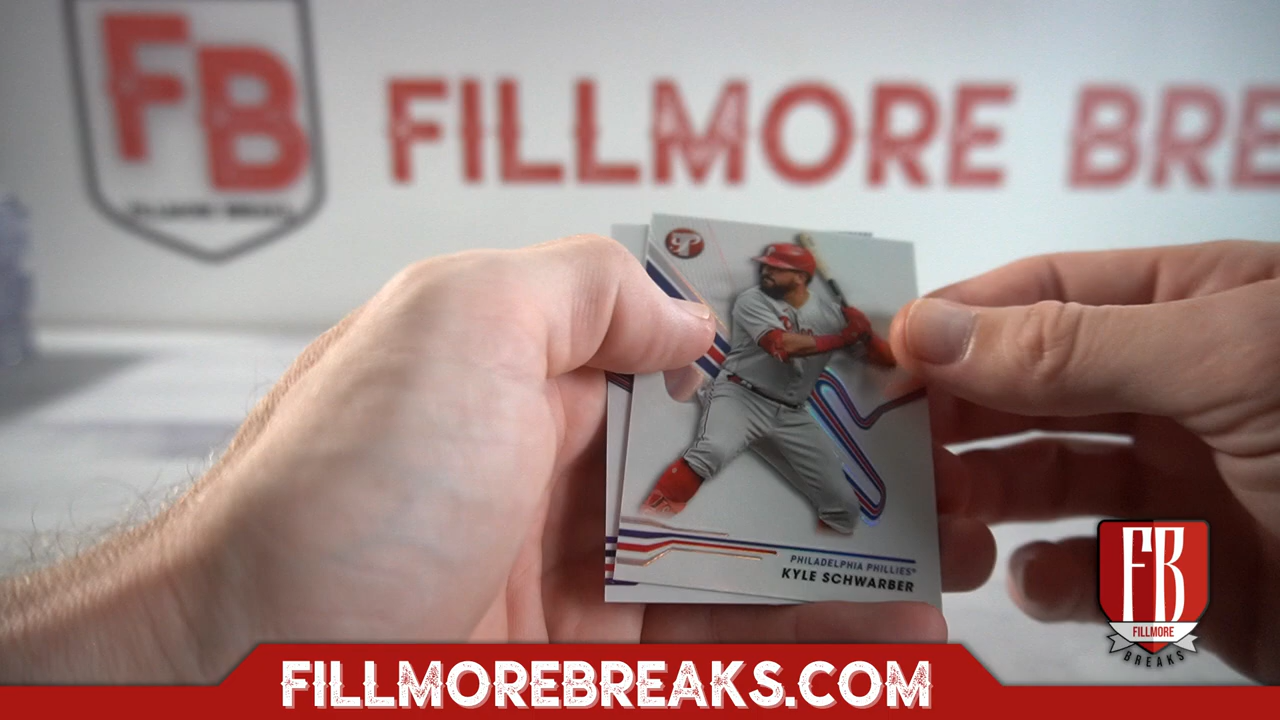 FB
FILLMORE BRE
T
PHILADELPHIA PHILLIES
KYLE SCHWARBER
FB
FILLMORE
BREAKS
FILLMOREBREAKS.COM